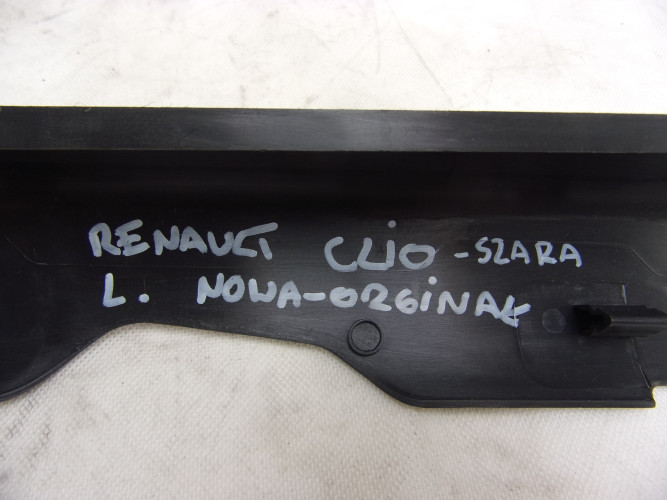 RENAULT CLIO - SZARA
L. NOWA - ORGINAŁ